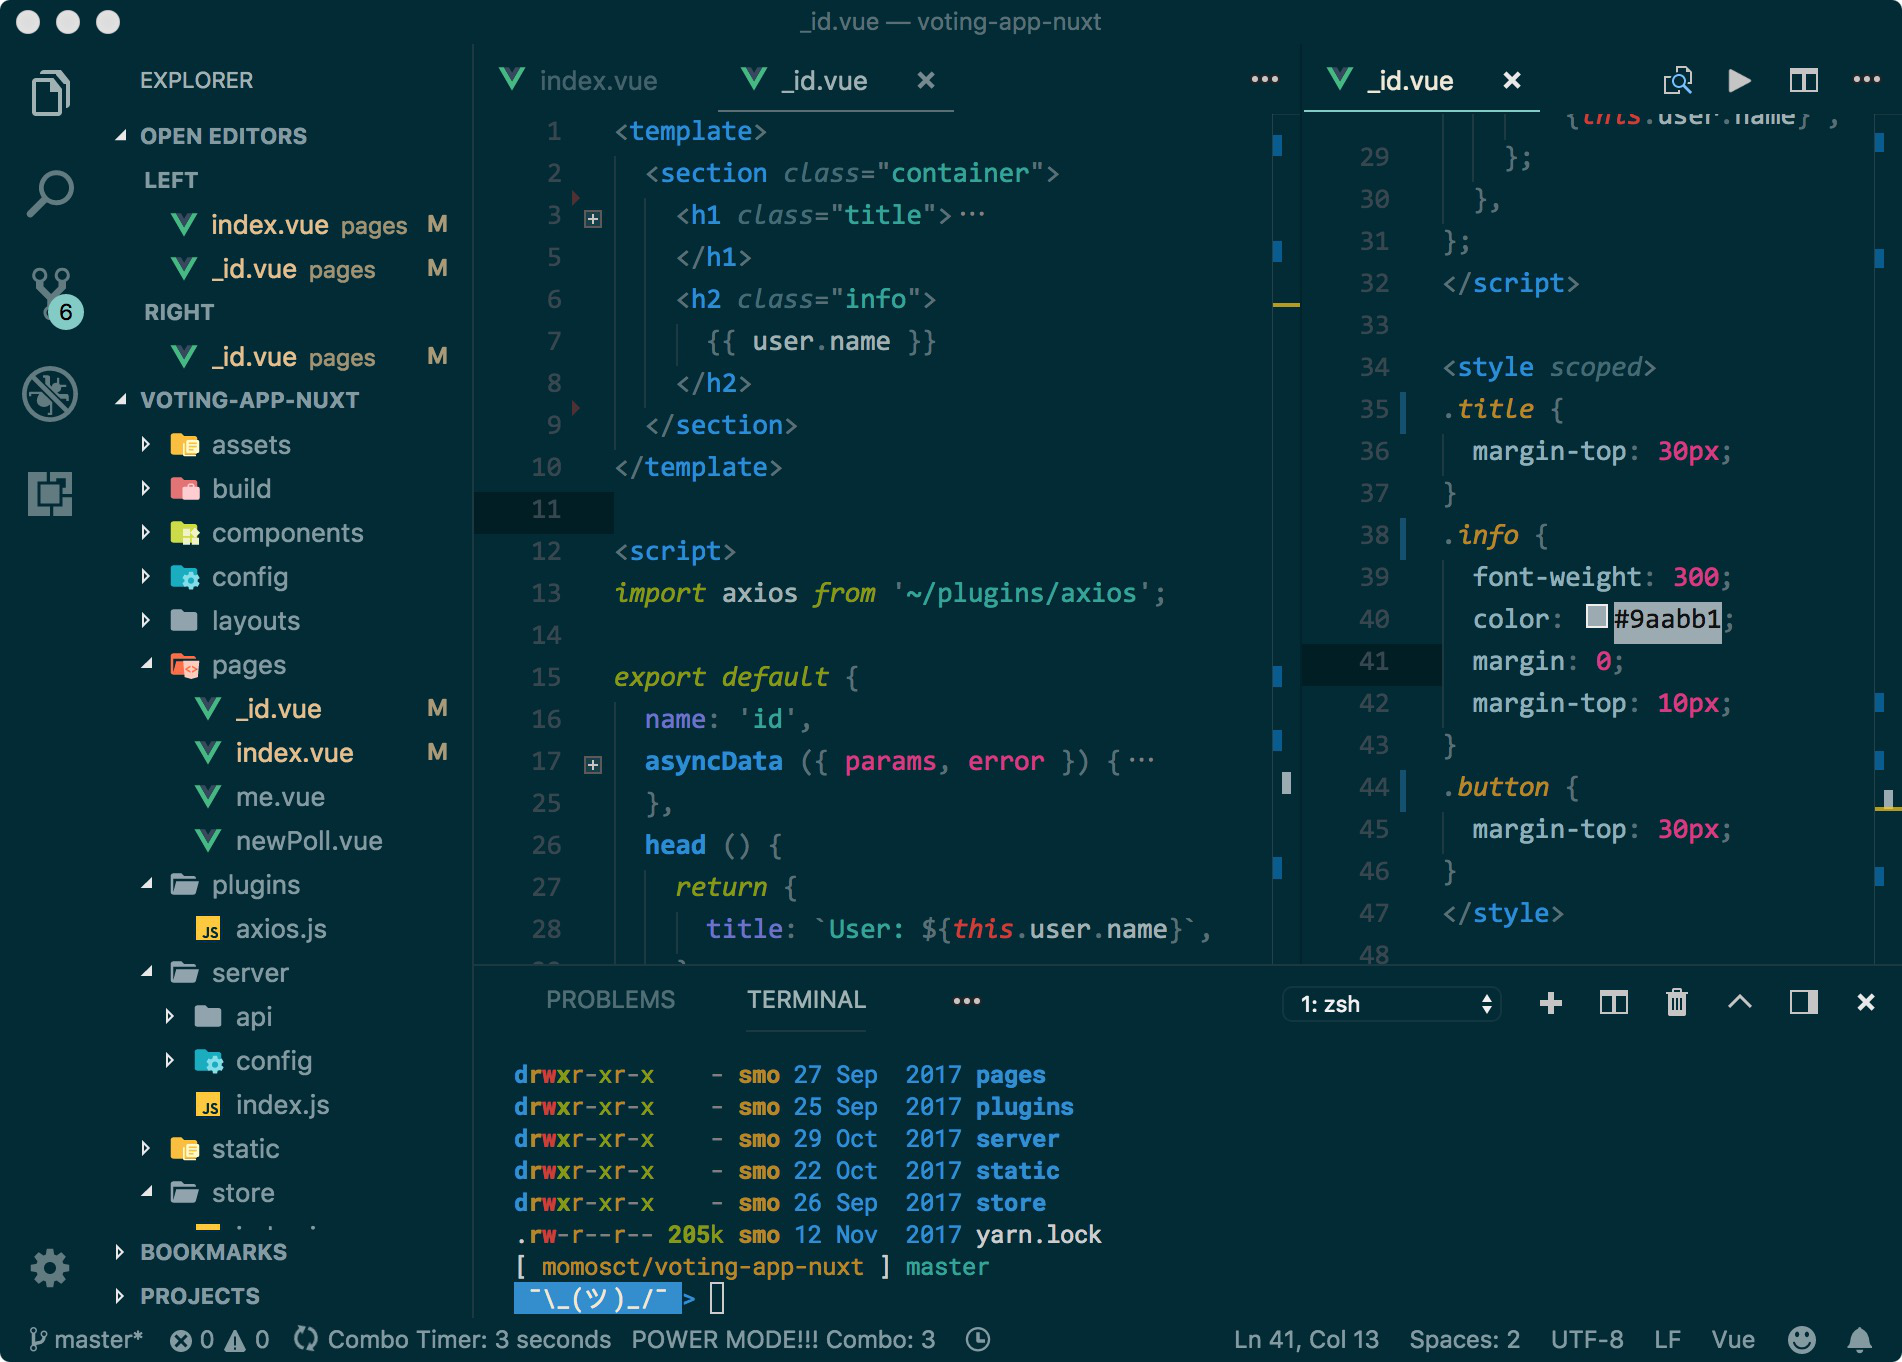 _id.vue — voting-app-nuxt
EXPLORER
OPEN EDITORS
LEFT
index.vue pages M
_id.vue pages M
RIGHT
_id.vue pages M
VOTING-APP-NUXT
assets
build
components
config
layouts
pages
_id.vue M
index.vue M
me.vue
newPoll.vue
plugins
JS axios.js
server
api
config
JS index.js
static
store
BOOKMARKS
PROJECTS
6
index.vue _id.vue
1 <template>
2 <section class="container">
3 <h1 class="title">···
5 </h1>
6 <h2 class="info">
7 {{ user.name }}
8 </h2>
9 </section>
10 </template>
11
12 <script>
13 import axios from '~/plugins/axios';
14
15 export default {
16 name: 'id',
17 asyncData ({ params, error }) {···
25 },
26 head () {
27 return {
28 title: `User: ${this.user.name}`,
_id.vue
{this.user.name}`,
29 };
30 },
31 };
32 </script>
33
34 <style scoped>
35 .title {
36 margin-top: 30px;
37 }
38 .info {
39 font-weight: 300;
40 color: #9aabb1;
41 margin: 0;
42 margin-top: 10px;
43 }
44 .button {
45 margin-top: 30px;
46 }
47 </style>
48
PROBLEMS TERMINAL ··· 1: zsh
drwxr-xr-x - smo 27 Sep 2017 pages
drwxr-xr-x - smo 25 Sep 2017 plugins
drwxr-xr-x - smo 29 Oct 2017 server
drwxr-xr-x - smo 22 Oct 2017 static
drwxr-xr-x - smo 26 Sep 2017 store
.rw-r--r-- 205k smo 12 Nov 2017 yarn.lock
[ momosct/voting-app-nuxt ] master
¯\_(ツ)_/¯ >
master* 0 0 Combo Timer: 3 seconds POWER MODE!!! Combo: 3 Ln 41, Col 13 Spaces: 2 UTF-8 LF Vue